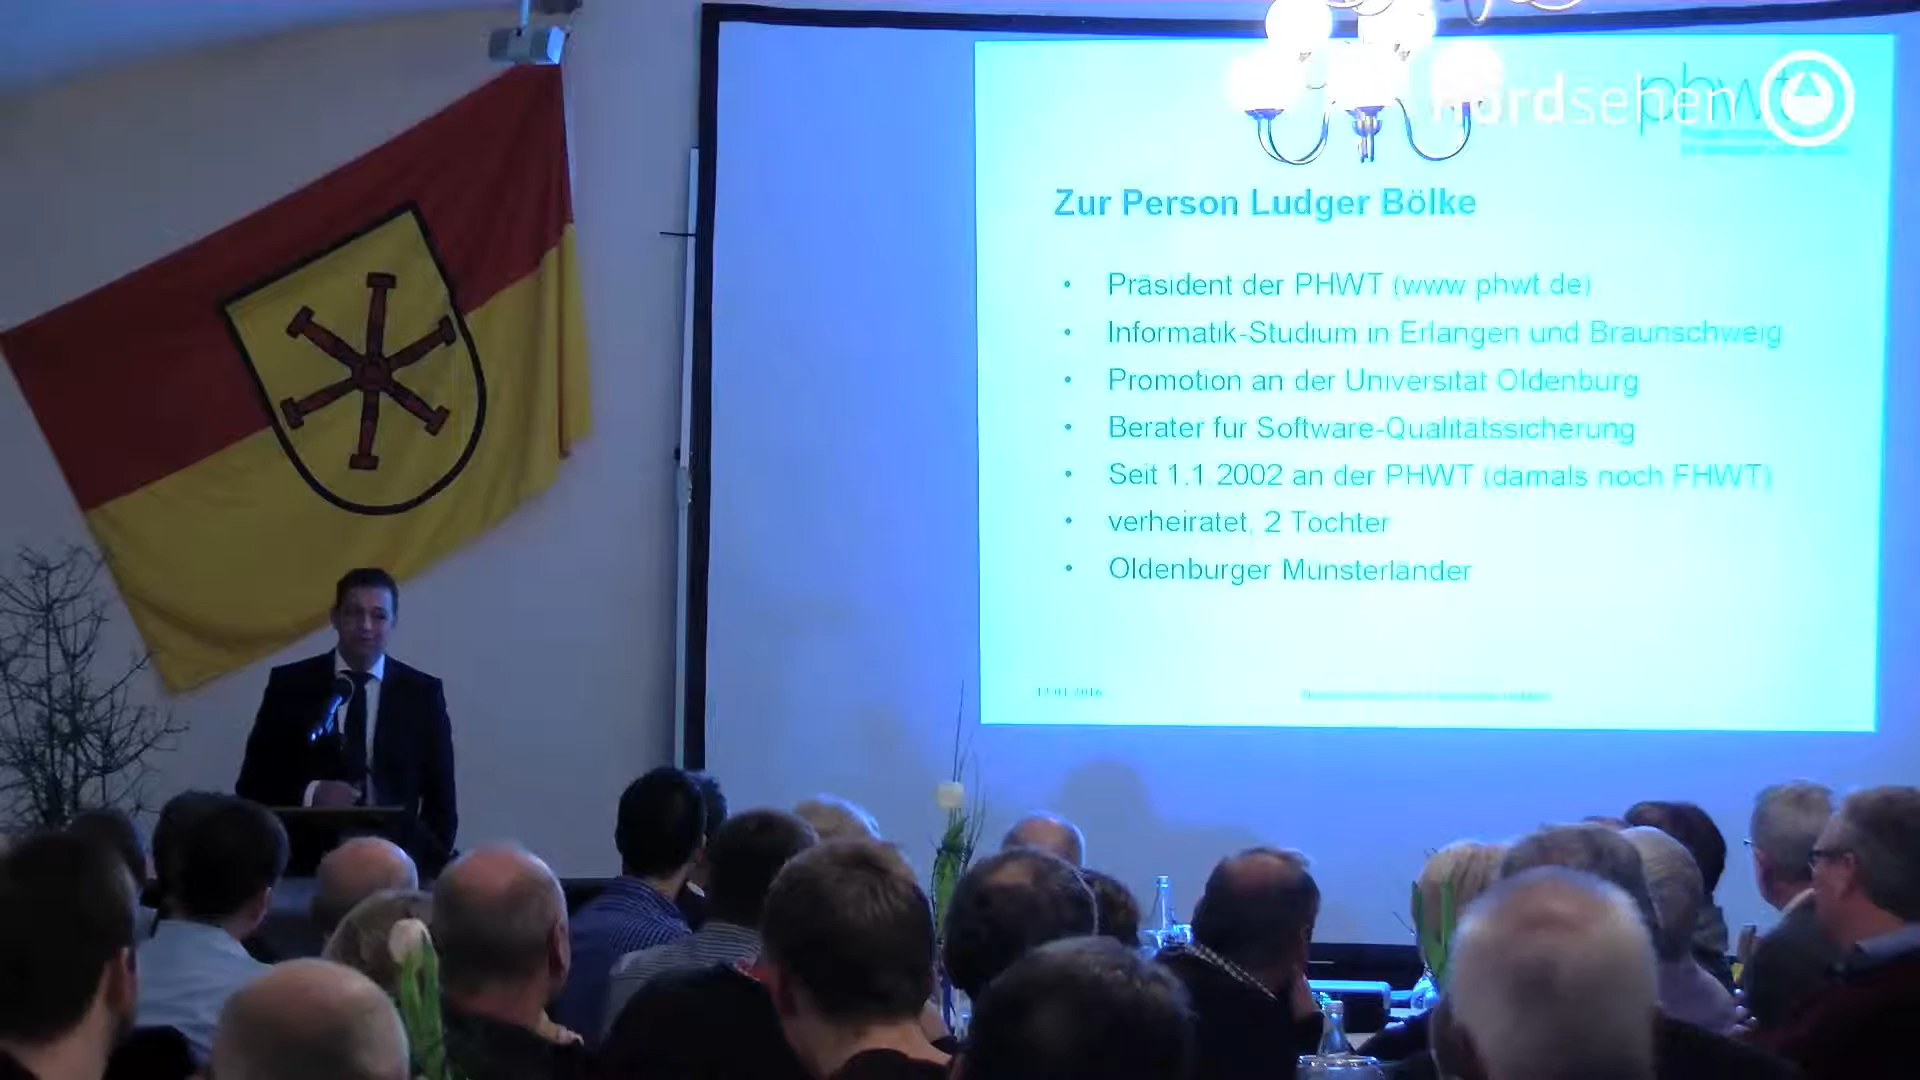 nordsehen
phwt
Zur Person Ludger Bölke
• Präsident der PHWT (www.phwt.de)
• Informatik-Studium in Erlangen und Braunschweig
• Promotion an der Universität Oldenburg
• Berater für Software-Qualitätssicherung
• Seit 1.1.2002 an der PHWT (damals noch FHWT)
• verheiratet, 2 Töchter
• Oldenburger Münsterländer